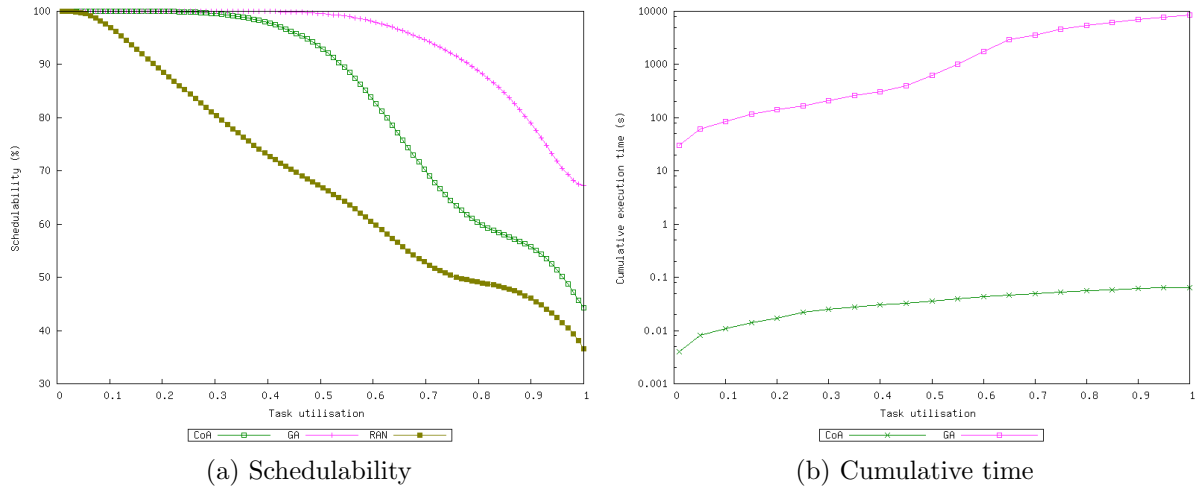 100
90
80
70
60
50
40
30
Schedulability (%)
0 0.1 0.2 0.3 0.4 0.5 0.6 0.7 0.8 0.9 1
Task utilisation
CoA GA RAN
(a) Schedulability
10000
1000
100
10
1
0.1
0.01
0.001
Cumulative execution time (s)
0 0.1 0.2 0.3 0.4 0.5 0.6 0.7 0.8 0.9 1
Task utilisation
CoA GA
(b) Cumulative time